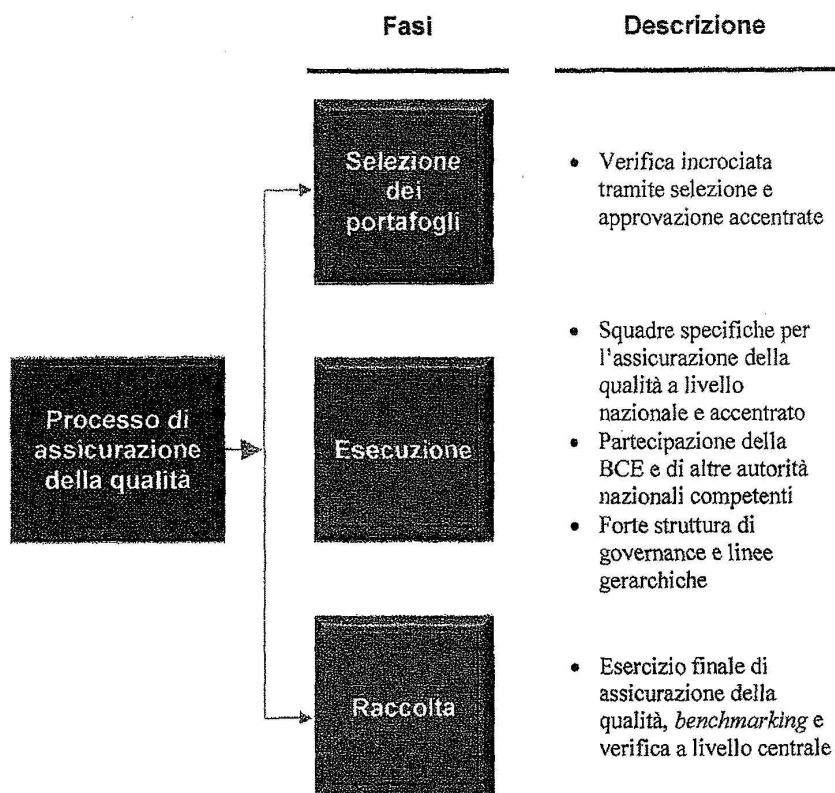 Fasi
Descrizione
Selezione
dei
portafogli
• Verifica incrociata
tramite selezione e
approvazione accentrate
Processo di
assicurazione
della qualità
Esecuzione
• Squadre specifiche per
l'assicurazione della
qualità a livello
nazionale e accentrato
• Partecipazione della
BCE e di altre autorità
nazionali competenti
• Forte struttura di
governance e linee
gerarchiche
Raccolta
• Esercizio finale di
assicurazione della
qualità, benchmarking e
verifica a livello centrale